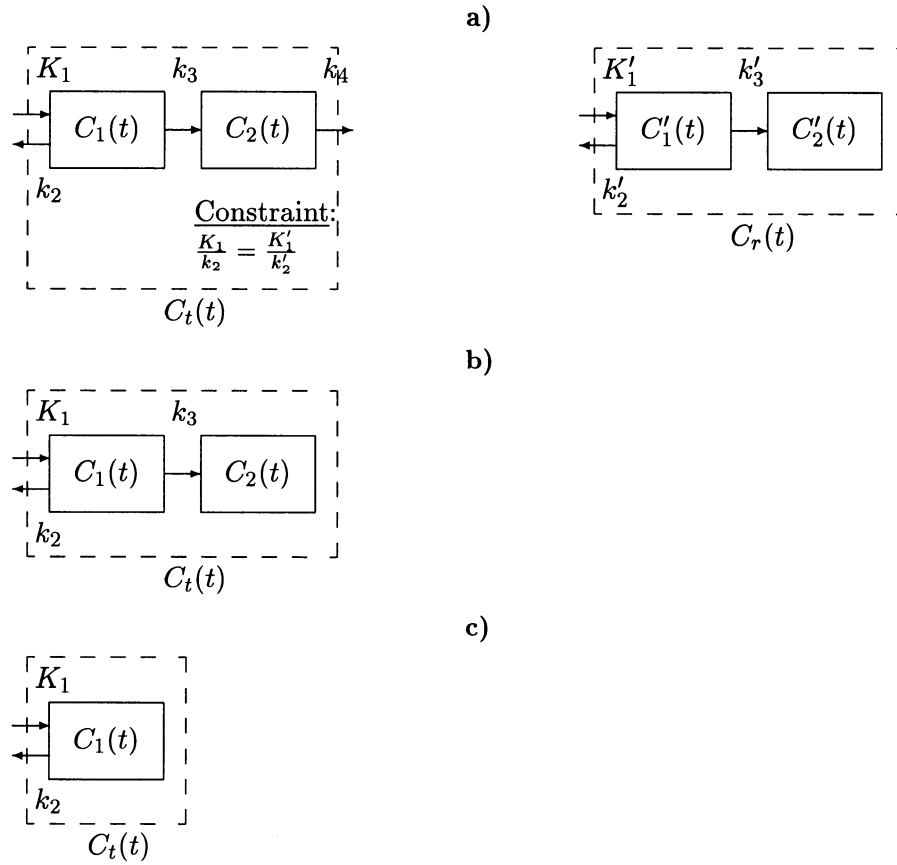 a)
K₁ k₃ k₄
C₁(t) C₂(t)
k₂
Constraint:
K₁/k₂ = K′₁/k′₂
Cₜ(t)
K′₁ k′₃
C′₁(t) C′₂(t)
k′₂
Cᵣ(t)
b)
K₁ k₃
C₁(t) C₂(t)
k₂
Cₜ(t)
c)
K₁
C₁(t)
k₂
Cₜ(t)